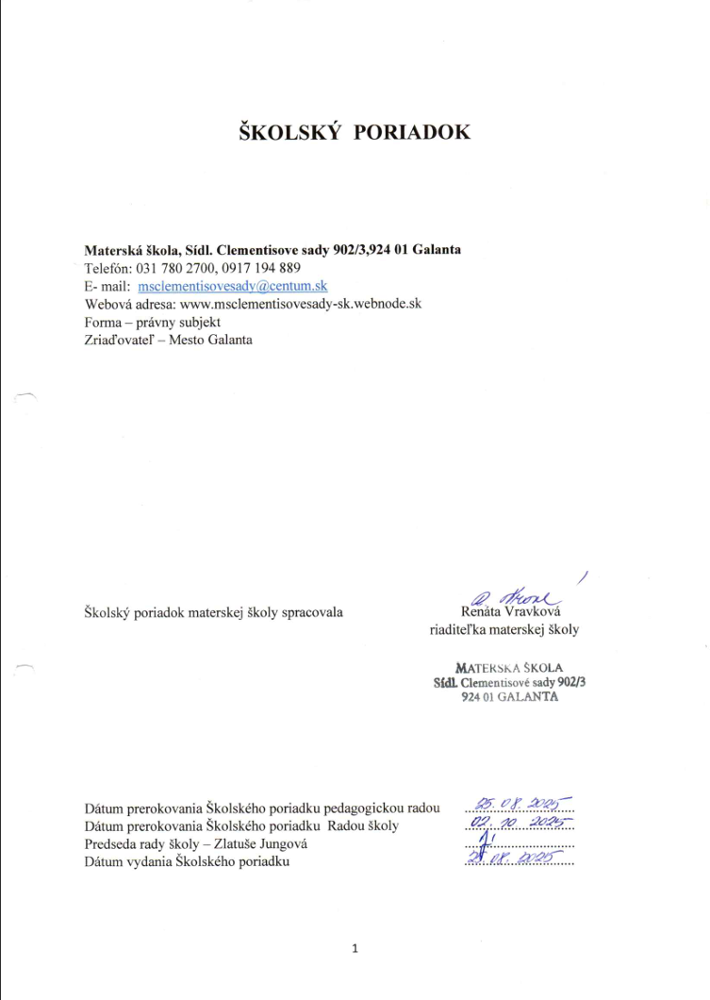 ŠKOLSKÝ PORIADOK
Materská škola, Sídl. Clementisove sady 902/3,924 01 Galanta
Telefón: 031 780 2700, 0917 194 889
E- mail: msclementisovesady@centum.sk
Webová adresa: www.msclementisovesady-sk.webnode.sk
Forma – právny subjekt
Zriaďovateľ – Mesto Galanta
Školský poriadok materskej školy spracovala
Renáta Vravková
riaditeľka materskej školy
MATERSKÁ ŠKOLA
Sídl. Clementisové sady 902/3
924 01 GALANTA
Dátum prerokovania Školského poriadku pedagogickou radou 25. 08. 2025
Dátum prerokovania Školského poriadku Radou školy 02. 10. 2025
Predseda rady školy – Zlatuše Jungová
Dátum vydania Školského poriadku 08. 2025
1